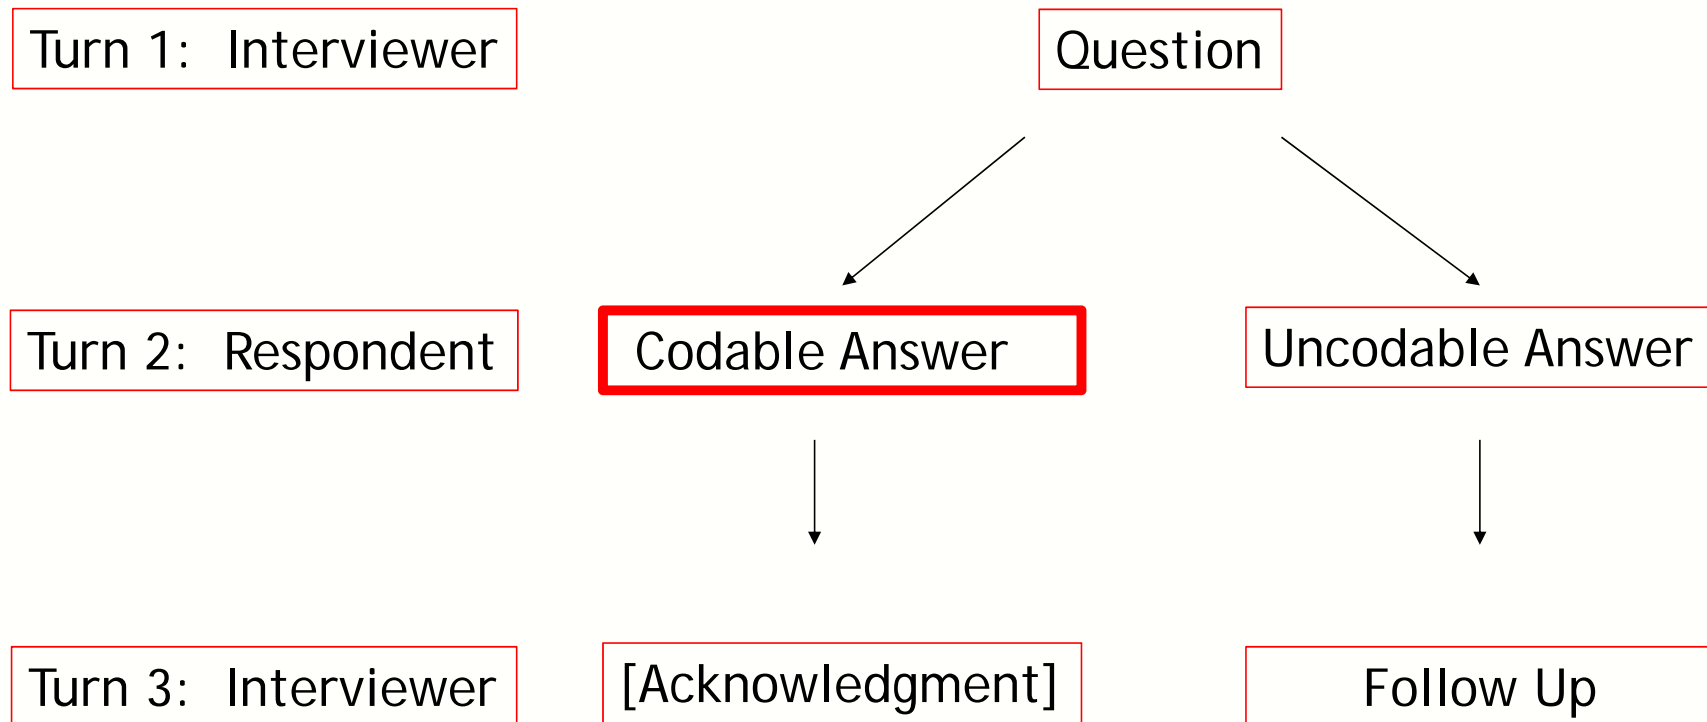 Turn 1: Interviewer
Question
Turn 2: Respondent
Codable Answer
Uncodable Answer
Turn 3: Interviewer
[Acknowledgment]
Follow Up